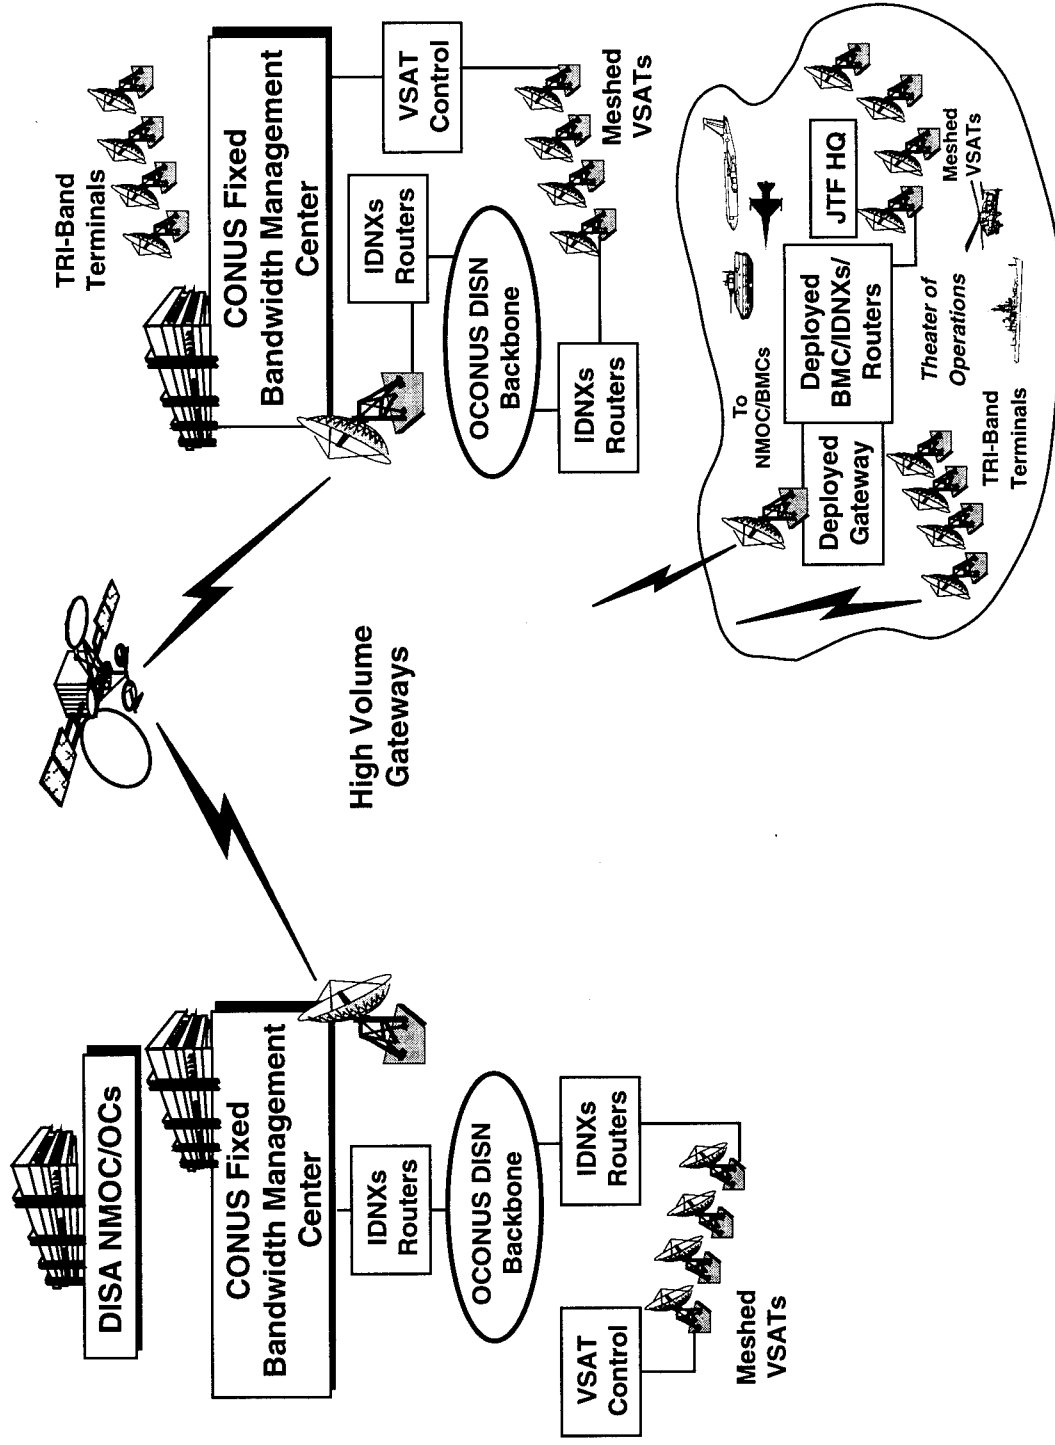 DISA NMOC/OCs
CONUS Fixed
Bandwidth Management
Center
IDNXs
Routers
OCONUS DISN
Backbone
IDNXs
Routers
VSAT
Control
Meshed
VSATs
High Volume
Gateways
TRI-Band
Terminals
CONUS Fixed
Bandwidth Management
Center
IDNXs
Routers
VSAT
Control
OCONUS DISN
Backbone
IDNXs
Routers
Meshed
VSATs
To
NMOC/BMCs
Deployed
Gateway
Deployed
BMC/IDNXs/
Routers
JTF HQ
TRI-Band
Terminals
Theater of
Operations
Meshed
VSATs